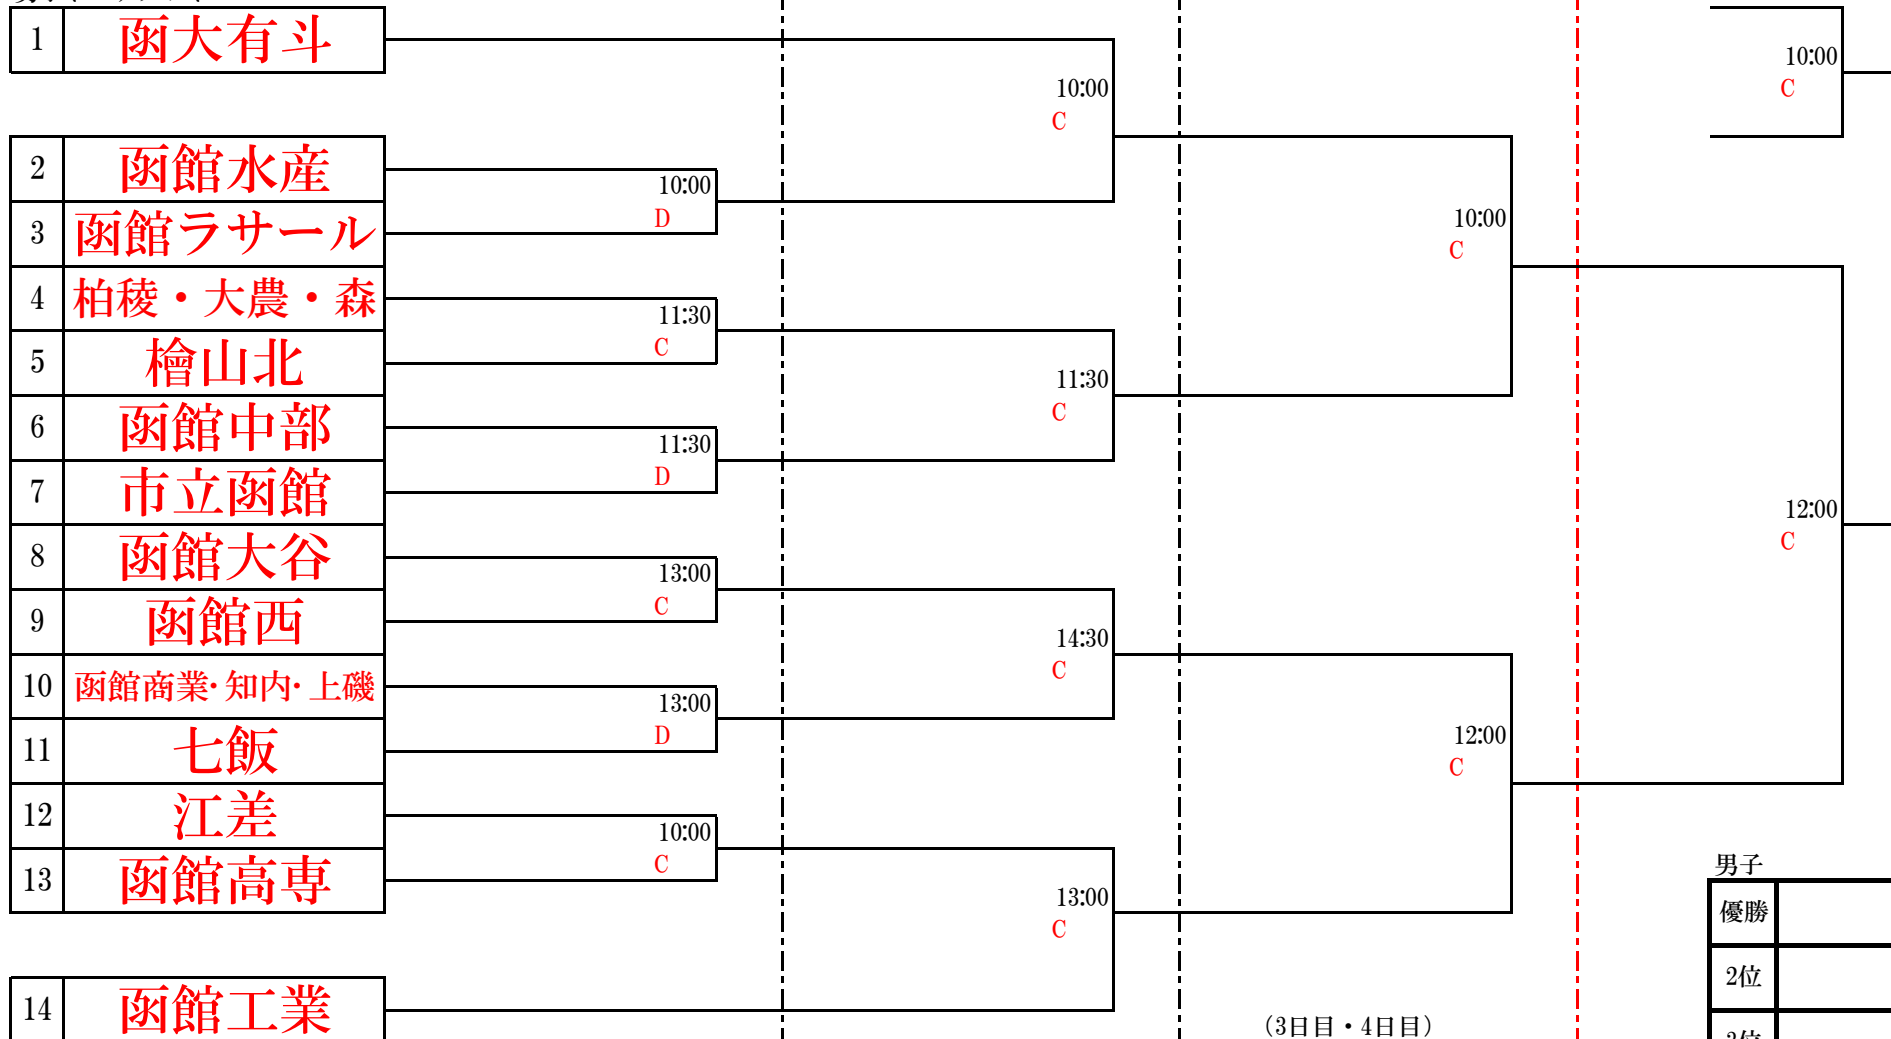 1 函大有斗
10:00
C
10:00
C
2 函館水産
10:00
D
3 函館ラサール
10:00
C
4 柏稜・大農・森
11:30
C
5 檜山北
11:30
C
6 函館中部
11:30
D
7 市立函館
12:00
C
8 函館大谷
13:00
C
9 函館西
14:30
C
10 函館商業・知内・上磯
13:00
D
11 七飯
12:00
C
12 江差
10:00
C
13 函館高専
13:00
C
男子
優勝
2位
14 函館工業
(3日目・4日目)